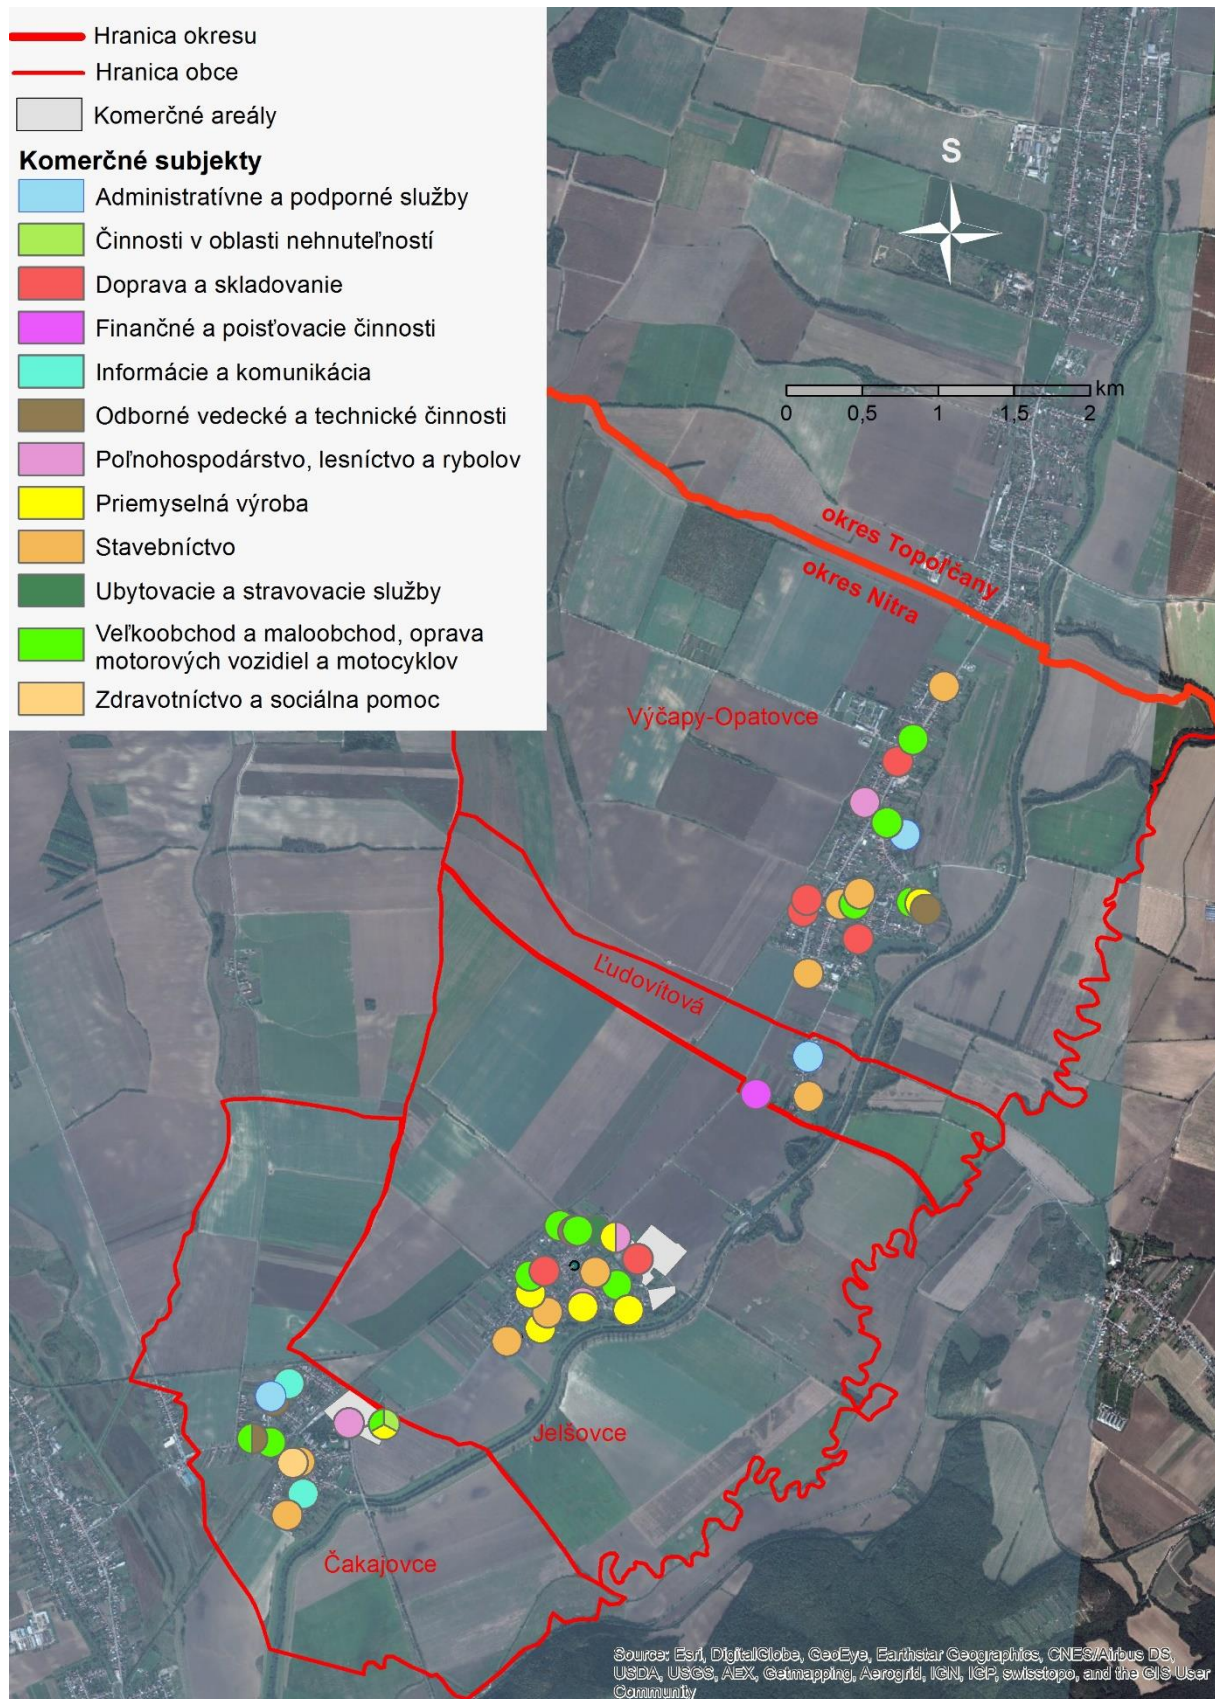 Hranica okresu
Hranica obce
Komerčné areály
Komerčné subjekty
Administratívne a podporné služby
Činnosti v oblasti nehnuteľností
Doprava a skladovanie
Finančné a poisťovacie činnosti
Informácie a komunikácia
Odborné vedecké a technické činnosti
Poľnohospodárstvo, lesníctvo a rybolov
Priemyselná výroba
Stavebníctvo
Ubytovacie a stravovacie služby
Veľkoobchod a maloobchod, oprava
motorových vozidiel a motocyklov
Zdravotníctvo a sociálna pomoc
S
km
0 0,5 1 1,5 2
okres Topoľčany
okres Nitra
Výčapy-Opatovce
Ľudovítová
Jelšovce
Čakajovce
Source: Esri, DigitalGlobe, GeoEye, Earthstar Geographics, CNES/Airbus DS,
USDA, USGS, AEX, Getmapping, Aerogrid, IGN, IGP, swisstopo, and the GIS User
Community